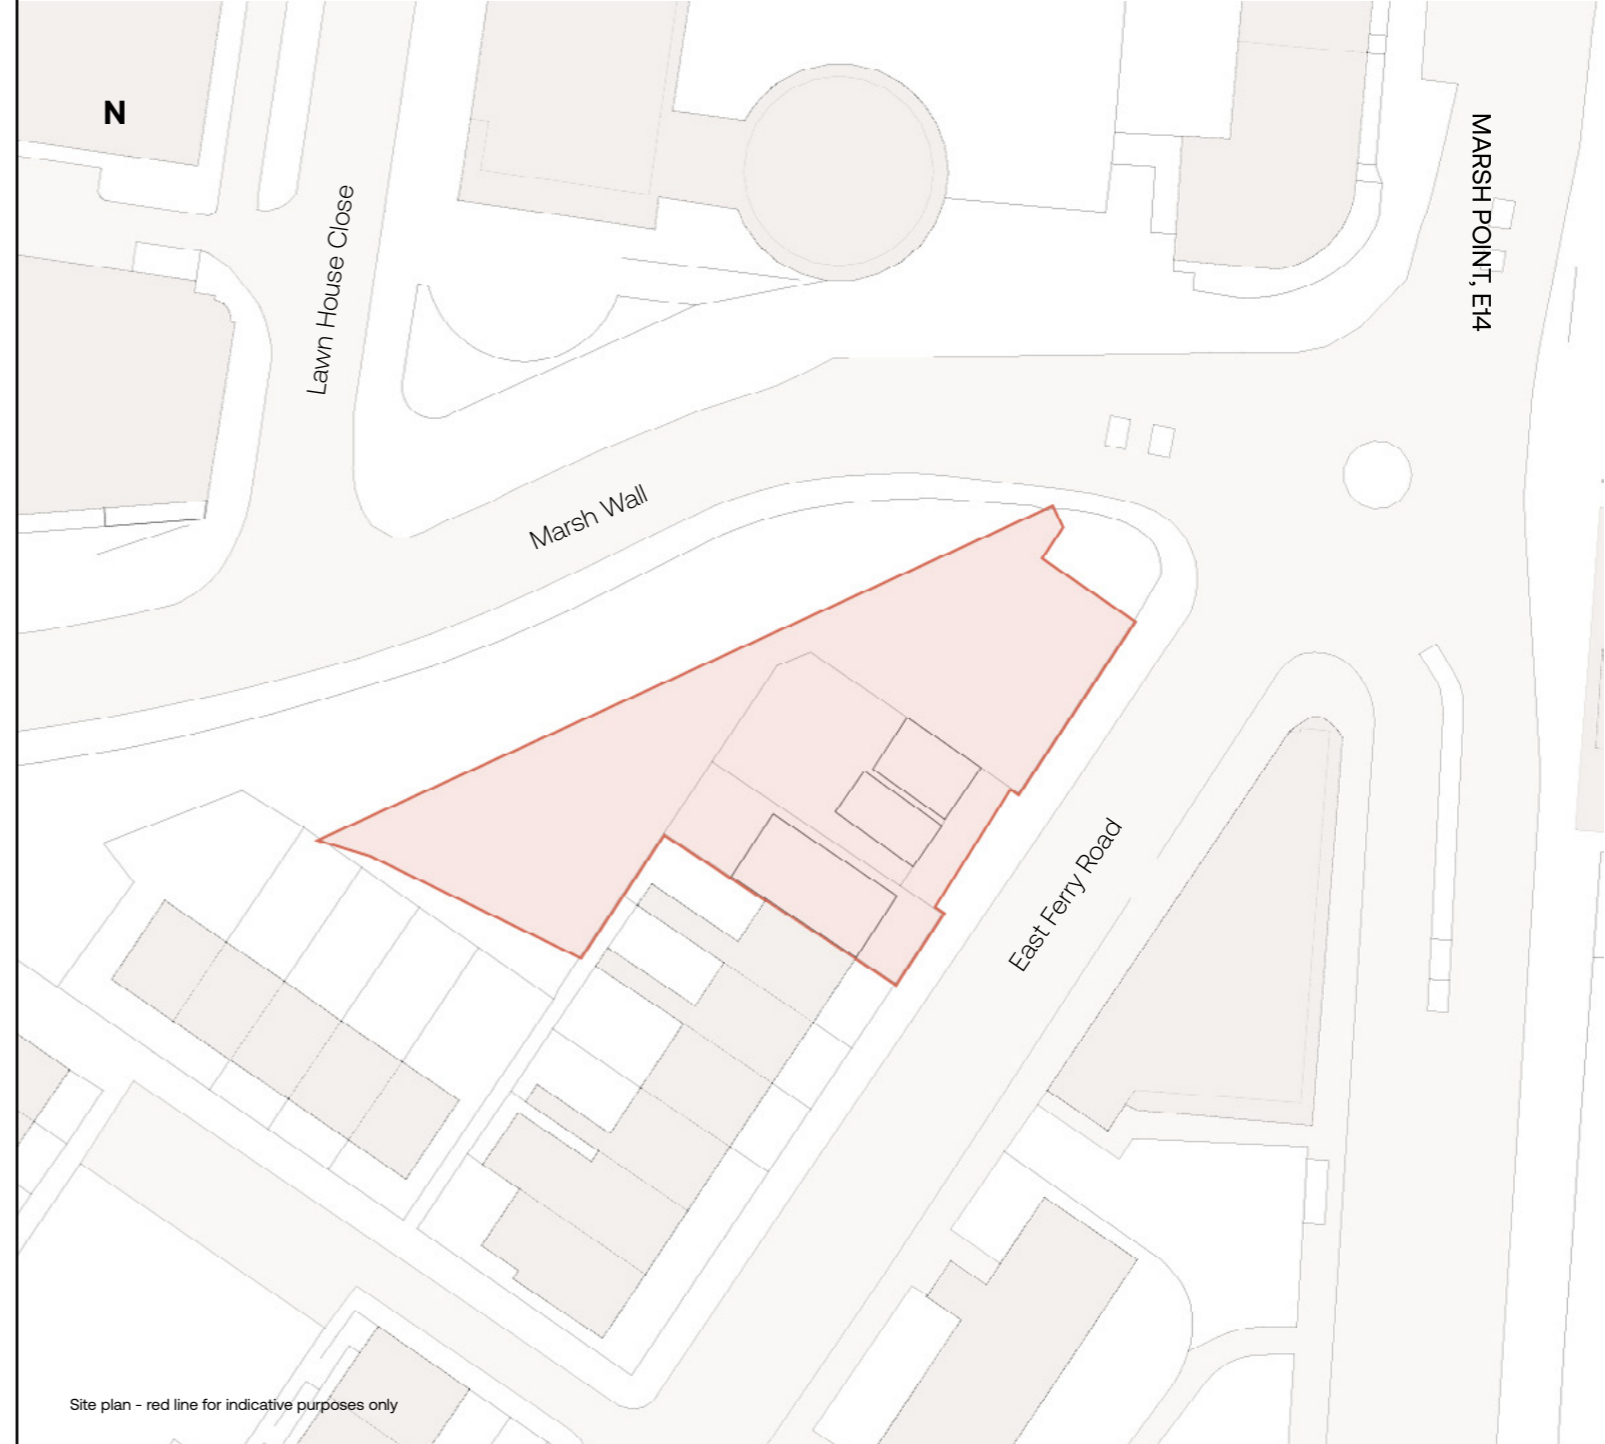 N
MARSH POINT, E14
Lawn House Close
Marsh Wall
East Ferry Road
Site plan - red line for indicative purposes only